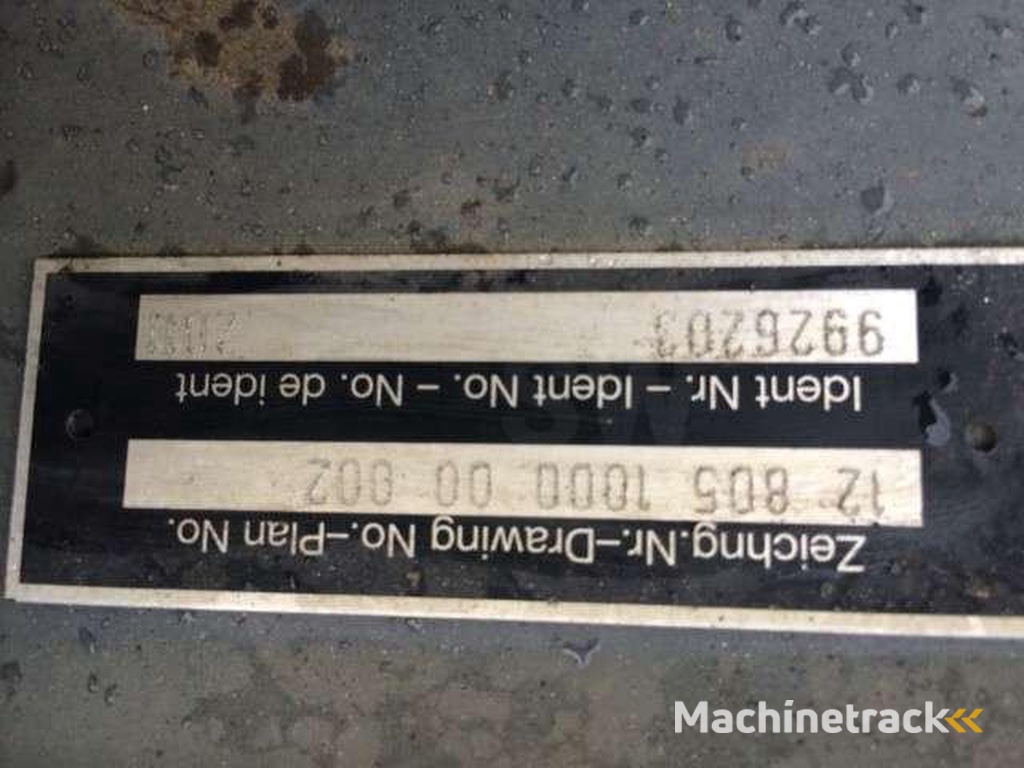 Zeichng.Nr.–Drawing No.–Plan No.
12 805 1000 00 002
Ident Nr. – Ident No. – No. de ident
9926203
Machinetrack